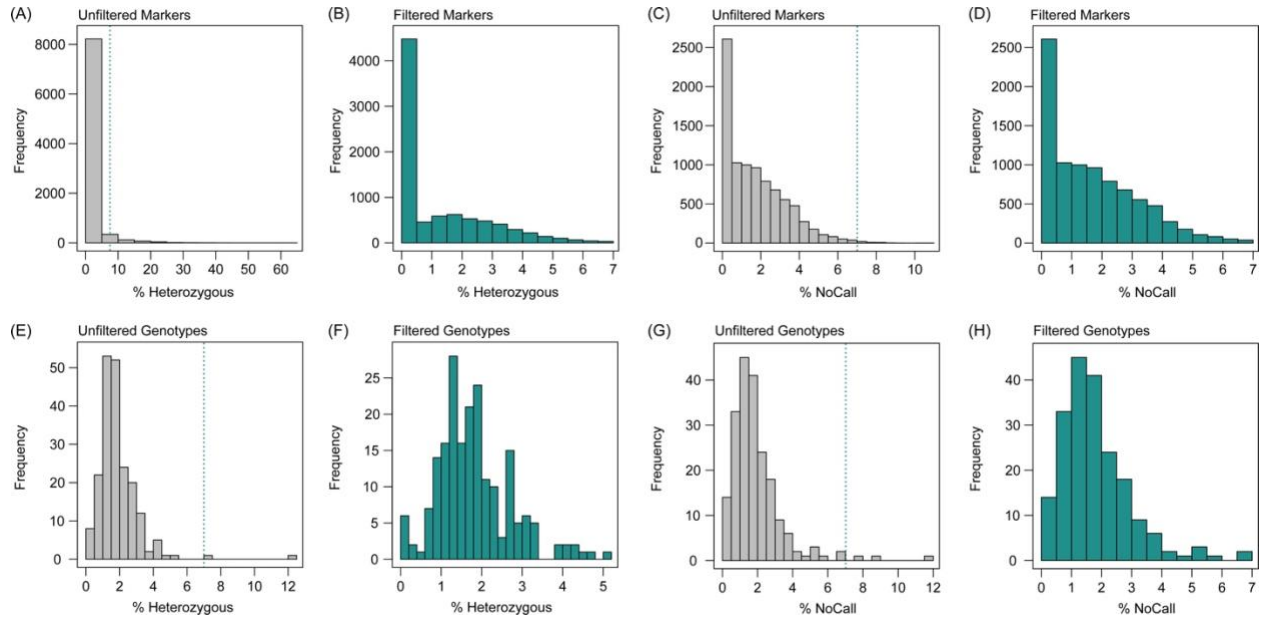 (A) Unfiltered Markers
8000
6000
4000
2000
0
Frequency
0 10 20 30 40 50 60
% Heterozygous
(B) Filtered Markers
4000
3000
2000
1000
0
Frequency
0 1 2 3 4 5 6 7
% Heterozygous
(C) Unfiltered Markers
2500
2000
1500
1000
500
0
Frequency
0 2 4 6 8 10
% NoCall
(D) Filtered Markers
2500
2000
1500
1000
500
0
Frequency
0 1 2 3 4 5 6 7
% NoCall
(E) Unfiltered Genotypes
50
40
30
20
10
0
Frequency
0 2 4 6 8 10 12
% Heterozygous
(F) Filtered Genotypes
25
20
15
10
5
0
Frequency
0 1 2 3 4 5
% Heterozygous
(G) Unfiltered Genotypes
40
30
20
10
0
Frequency
0 2 4 6 8 10 12
% NoCall
(H) Filtered Genotypes
40
30
20
10
0
Frequency
0 1 2 3 4 5 6 7
% NoCall